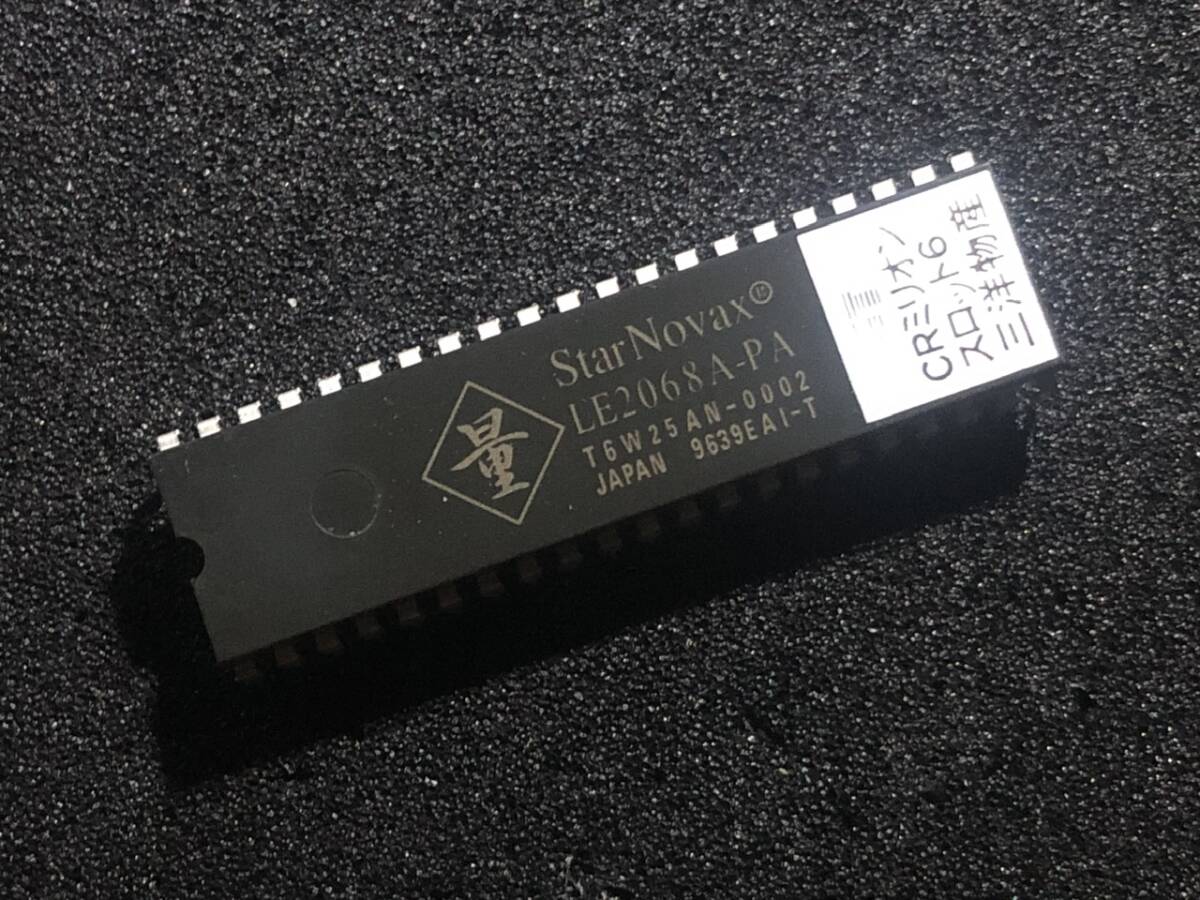 量
StarNovax®
LE2068A-PA
T6W25AN-0002
JAPAN 9639EAI-T
CRミリオン
スロット6
三洋物産